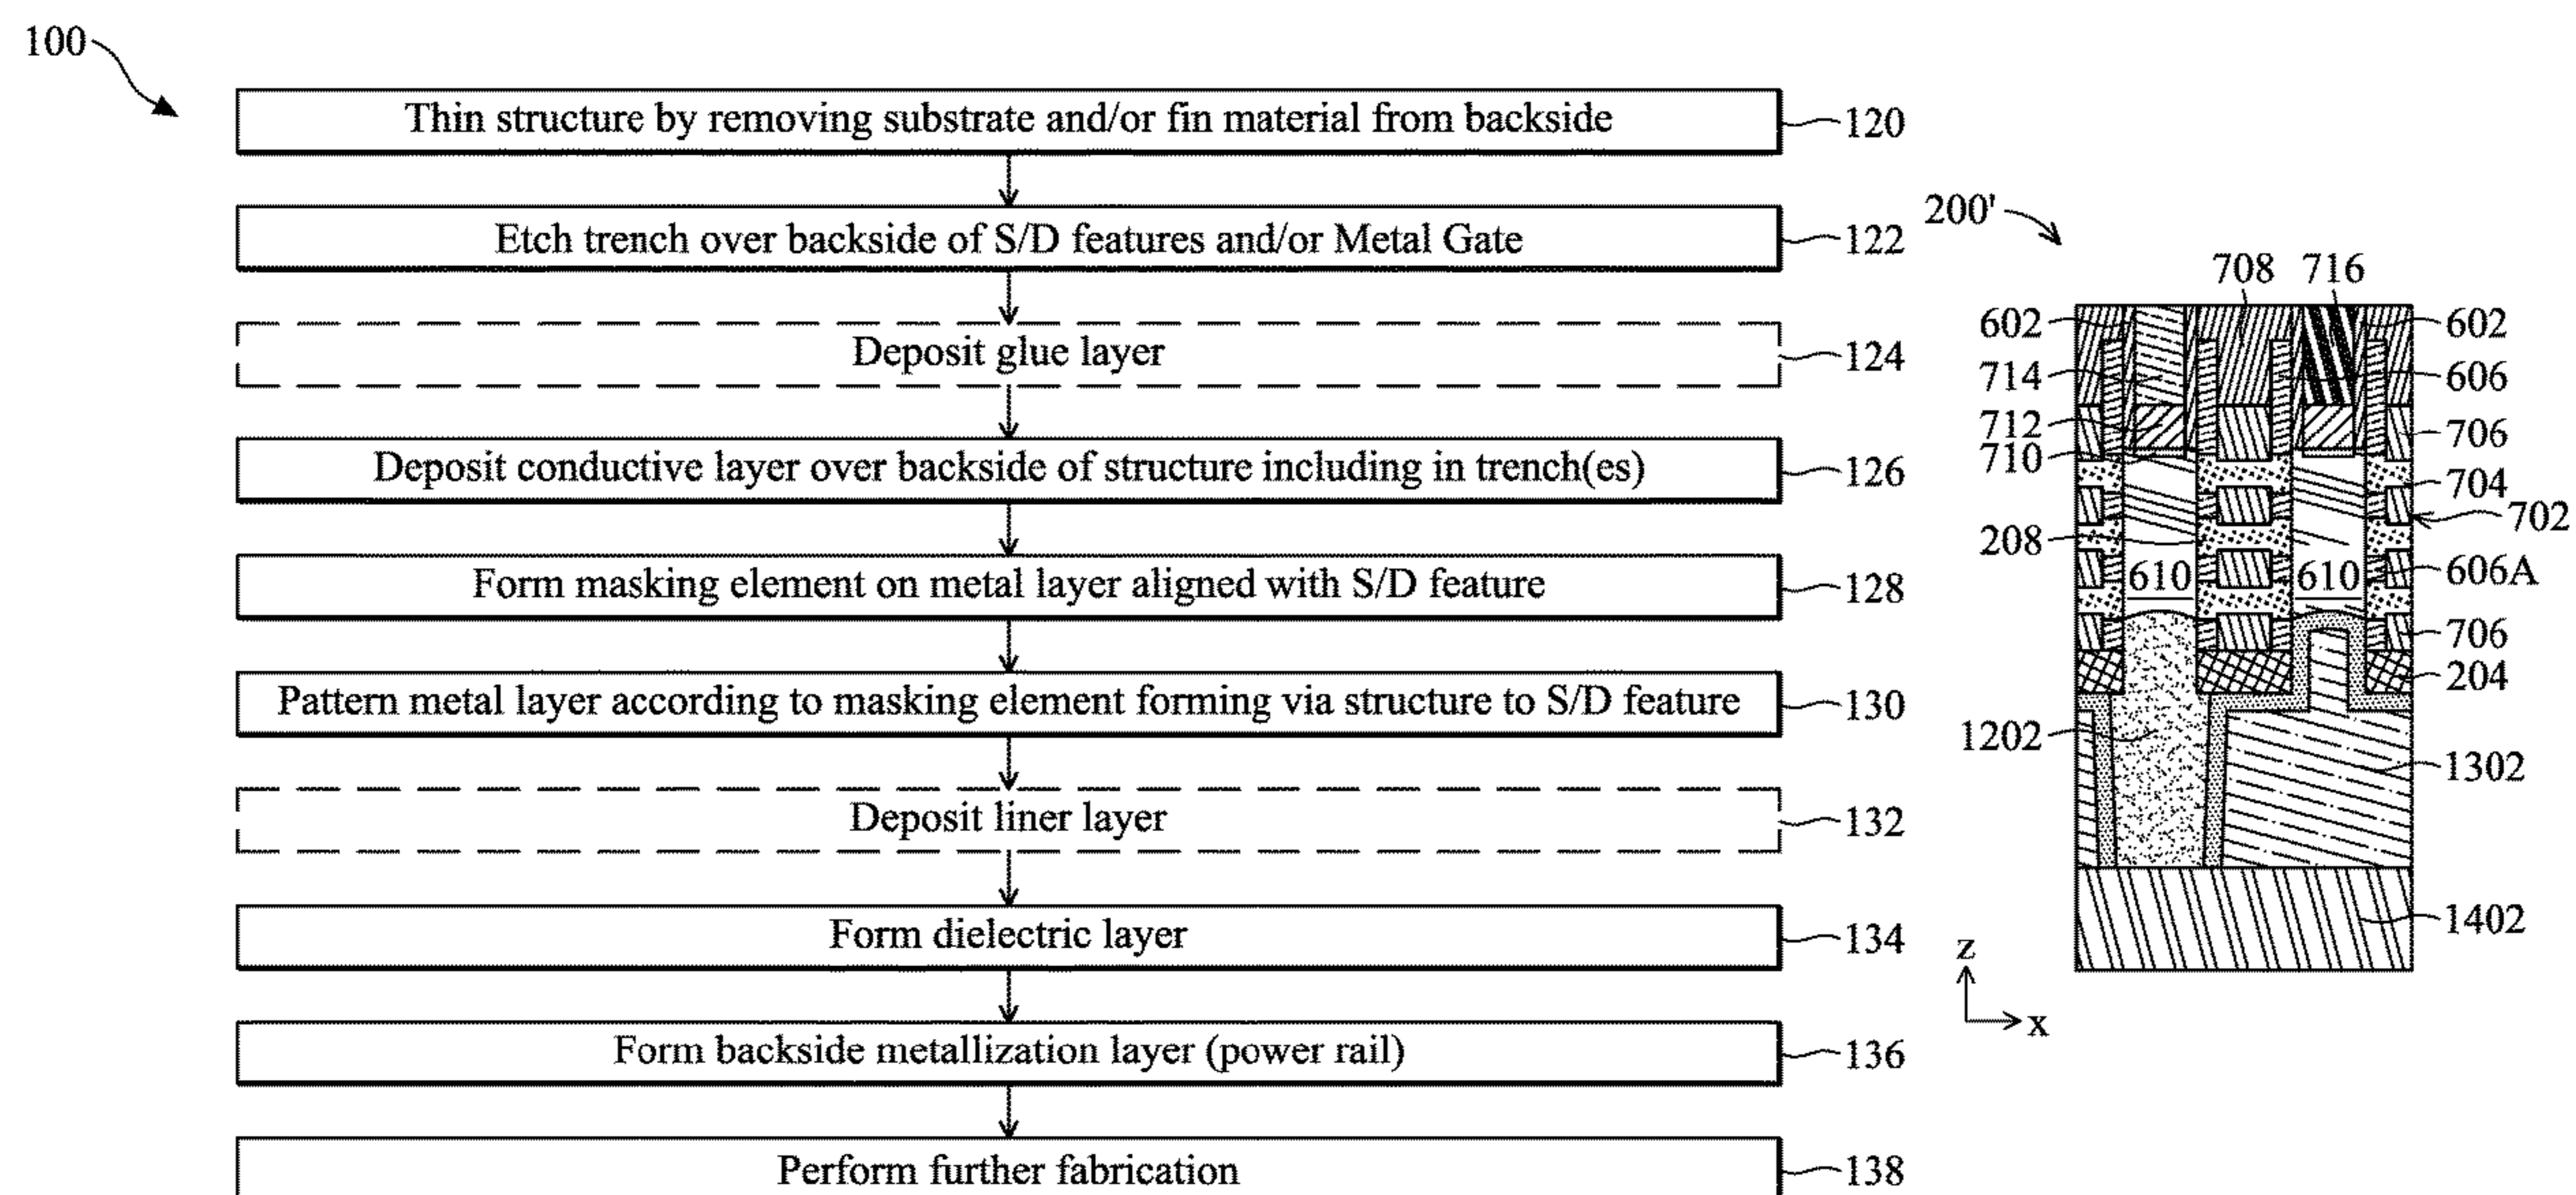 100
Thin structure by removing substrate and/or fin material from backside 120
Etch trench over backside of S/D features and/or Metal Gate 122
Deposit glue layer 124
Deposit conductive layer over backside of structure including in trench(es) 126
Form masking element on metal layer aligned with S/D feature 128
Pattern metal layer according to masking element forming via structure to S/D feature 130
Deposit liner layer 132
Form dielectric layer 134
Form backside metallization layer (power rail) 136
Perform further fabrication 138
200'
708 716
602 602
714 606
712 706
710 704
702
208
610 610 606A
706
204
1202 1302
1402
z
x